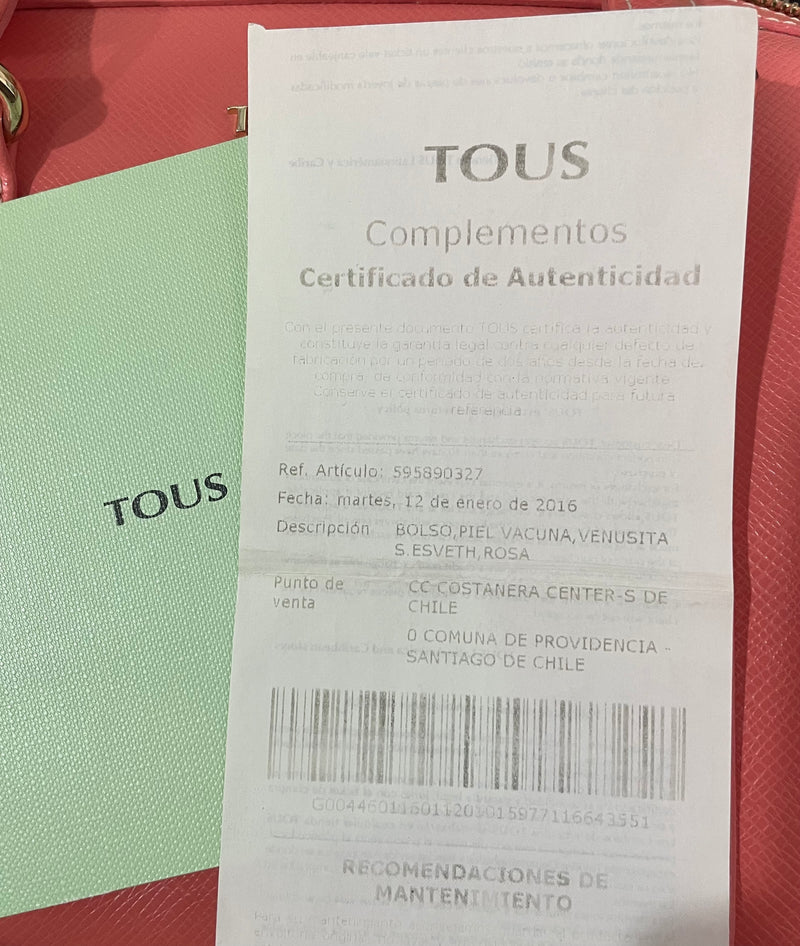 TOUS
TOUS
Complementos
Certificado de Autenticidad
Con el presente documento TOUS certifica la autenticidad y
constituye la garantía legal contra cualquier defecto de
fabricación por un período de dos años desde la fecha de
compra, de conformidad con la normativa vigente
Conserve el certificado de autenticidad para futura
referencia.
Ref. Artículo: 595890327
Fecha: martes, 12 de enero de 2016
Descripción BOLSO,PIEL VACUNA,VENUSITA
S.ESVETH,ROSA
Punto de venta CC COSTANERA CENTER-S DE
CHILE
0 COMUNA DE PROVIDENCIA -
SANTIAGO DE CHILE
RECOMENDACIONES DE
MANTENIMIENTO